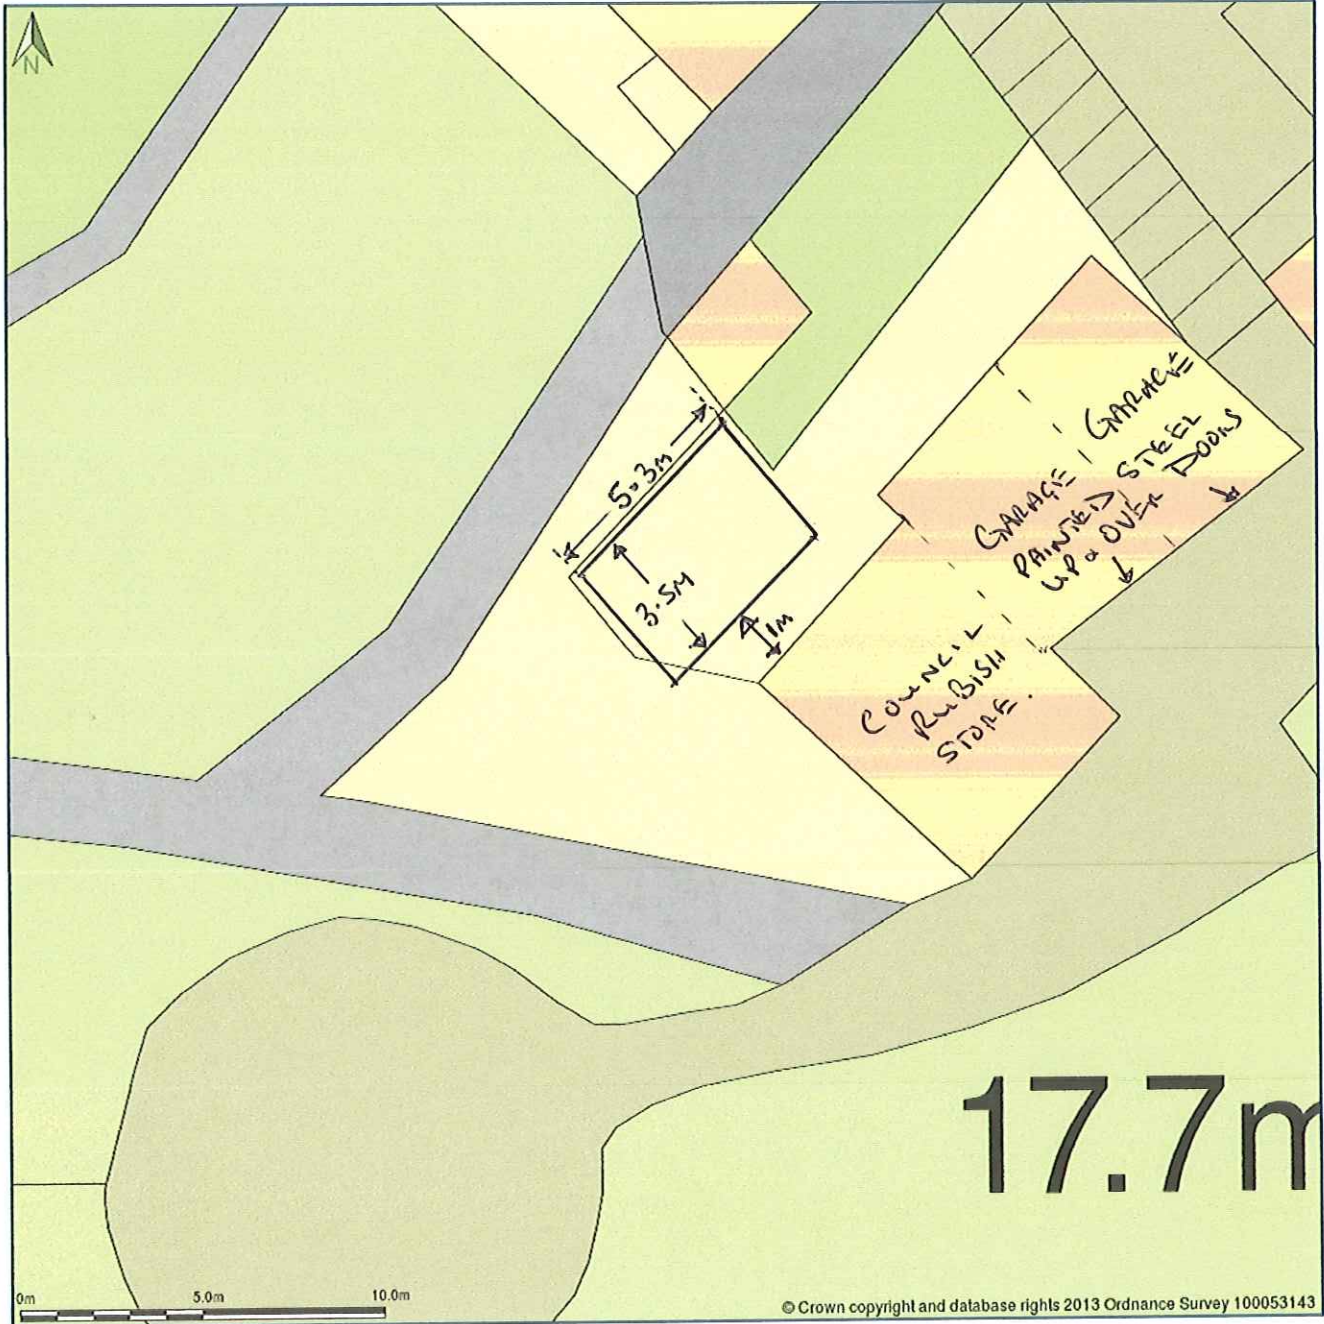 N
5.3m
3.5M
1M
GARAGE
GARAGE
PAINTED STEEL
UP & OVER DOORS
COUNCIL
RUBISH
STORE.
17.7m
0m 5.0m 10.0m
© Crown copyright and database rights 2013 Ordnance Survey 100053143